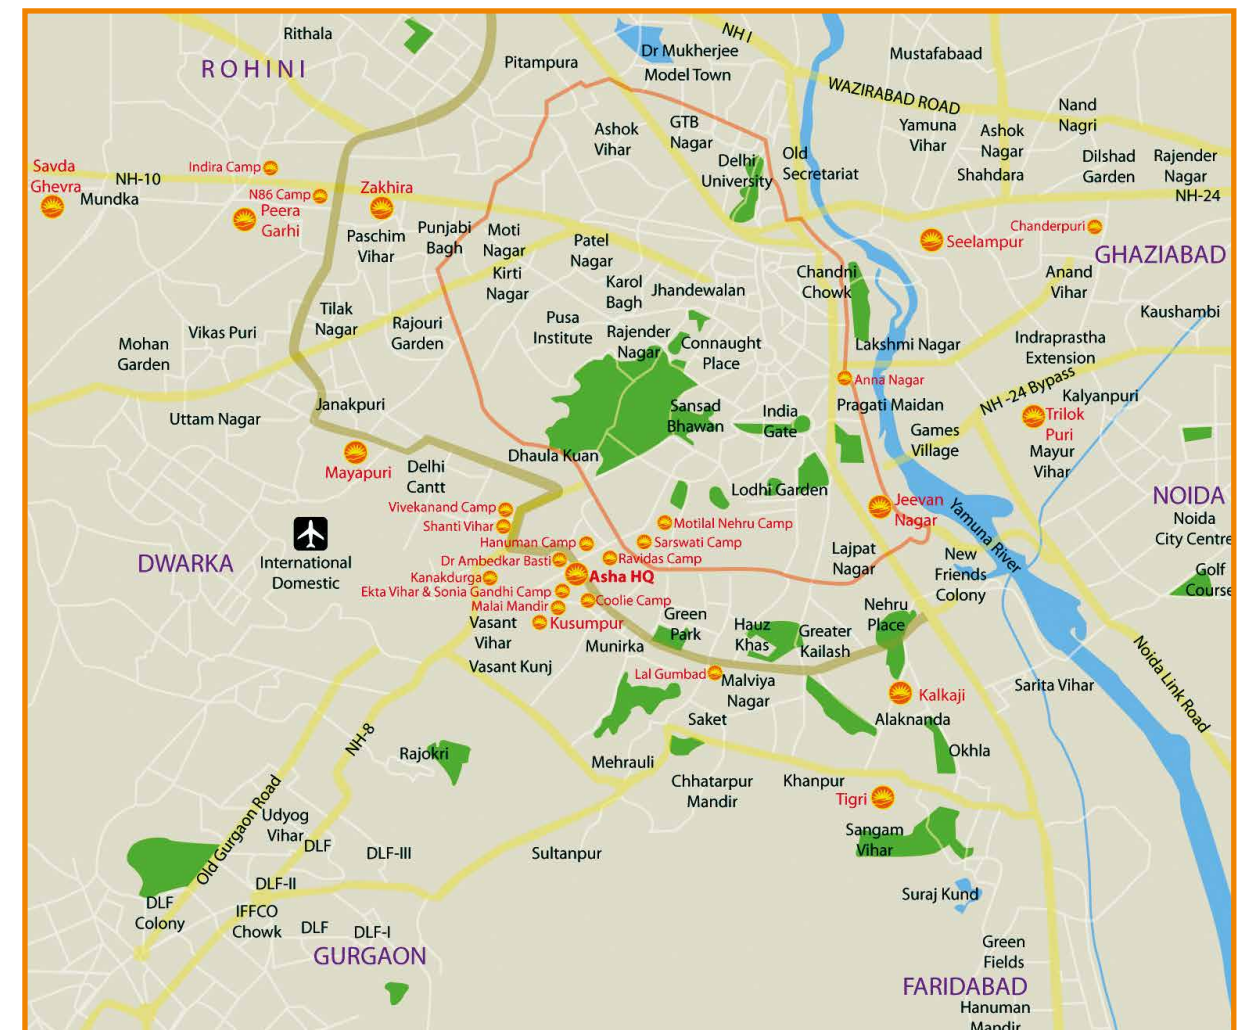 Rithala
ROHINI
Pitampura
NH I
Dr Mukherjee
Model Town
Mustafabaad
WAZIRABAD ROAD
Nand
Nagri
Ashok
Vihar
GTB
Nagar
Yamuna
Vihar
Ashok
Nagar
Shahdara
Delhi
University
Old
Secretariat
Dilshad
Garden
Rajender
Nagar
NH-24
Savda
Ghevra
NH-10
Mundka
Indira Camp
N86 Camp
Peera
Garhi
Zakhira
Paschim
Vihar
Punjabi
Bagh
Moti
Nagar
Kirti
Nagar
Patel
Nagar
Karol
Bagh
Jhandewalan
Chandni
Chowk
Seelampur
Chanderpuri
GHAZIABAD
Anand
Vihar
Kaushambi
Tilak
Nagar
Rajouri
Garden
Pusa
Institute
Rajender
Nagar
Connaught
Place
Lakshmi Nagar
Indraprastha
Extension
Vikas Puri
Mohan
Garden
Anna Nagar
NH -24 Bypass
Kalyanpuri
Uttam Nagar
Janakpuri
Sansad
Bhawan
India
Gate
Pragati Maidan
Games
Village
Trilok
Puri
Mayur
Vihar
Mayapuri
Delhi
Cantt
Dhaula Kuan
Lodhi Garden
Jeevan
Nagar
Yamuna River
NOIDA
Noida
City Centre
Golf
Course
DWARKA
International
Domestic
Vivekanand Camp
Shanti Vihar
Hanuman Camp
Dr Ambedkar Basti
Kanakdurga
Ekta Vihar & Sonia Gandhi Camp
Malai Mandir
Motilal Nehru Camp
Sarswati Camp
Ravidas Camp
Asha HQ
Coolie Camp
Kusumpur
Lajpat
Nagar
New
Friends
Colony
Vasant
Vihar
Vasant Kunj
Munirka
Green
Park
Hauz
Khas
Greater
Kailash
Nehru
Place
Noida Link Road
Lal Gumbad
Malviya
Nagar
Kalkaji
Sarita Vihar
Saket
Alaknanda
Okhla
NH-8
Rajokri
Mehrauli
Chhatarpur
Mandir
Khanpur
Tigri
Old Gurgaon Road
Udyog
Vihar
DLF
DLF-III
Sultanpur
Sangam
Vihar
DLF-II
DLF
Colony
IFFCO
Chowk
DLF
DLF-I
GURGAON
Suraj Kund
Green
Fields
FARIDABAD
Hanuman
Mandir